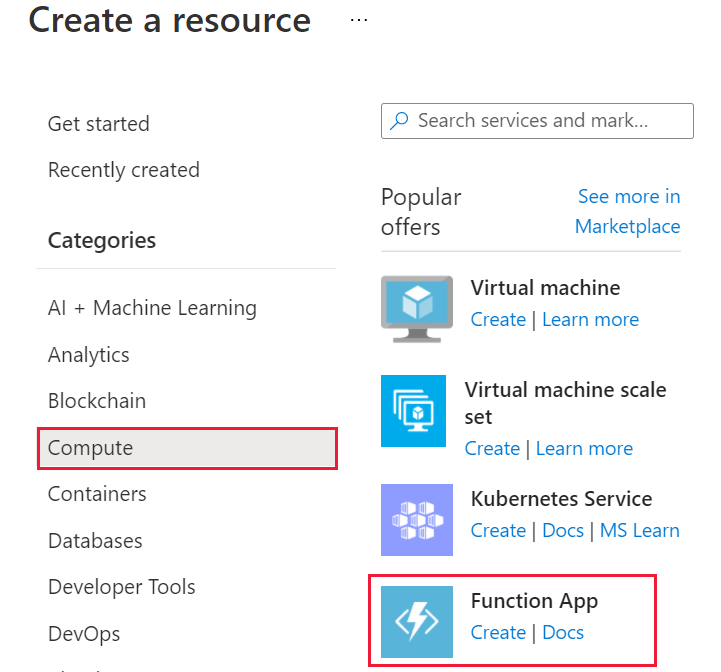 Create a resource ...
Get started
Recently created
Categories
AI + Machine Learning
Analytics
Blockchain
Compute
Containers
Databases
Developer Tools
DevOps
Search services and mark...
Popular
offers
See more in
Marketplace
Virtual machine
Create | Learn more
Virtual machine scale
set
Create | Learn more
Kubernetes Service
Create | Docs | MS Learn
Function App
Create | Docs